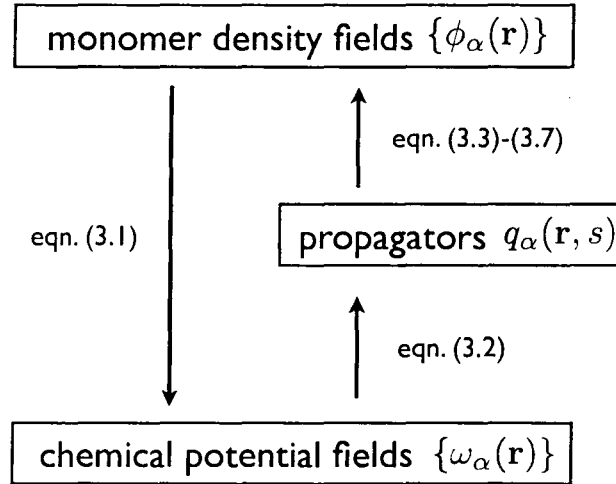 monomer density fields {ϕ_α(r)}
eqn. (3.3)-(3.7)
eqn. (3.1)
propagators q_α(r, s)
eqn. (3.2)
chemical potential fields {ω_α(r)}